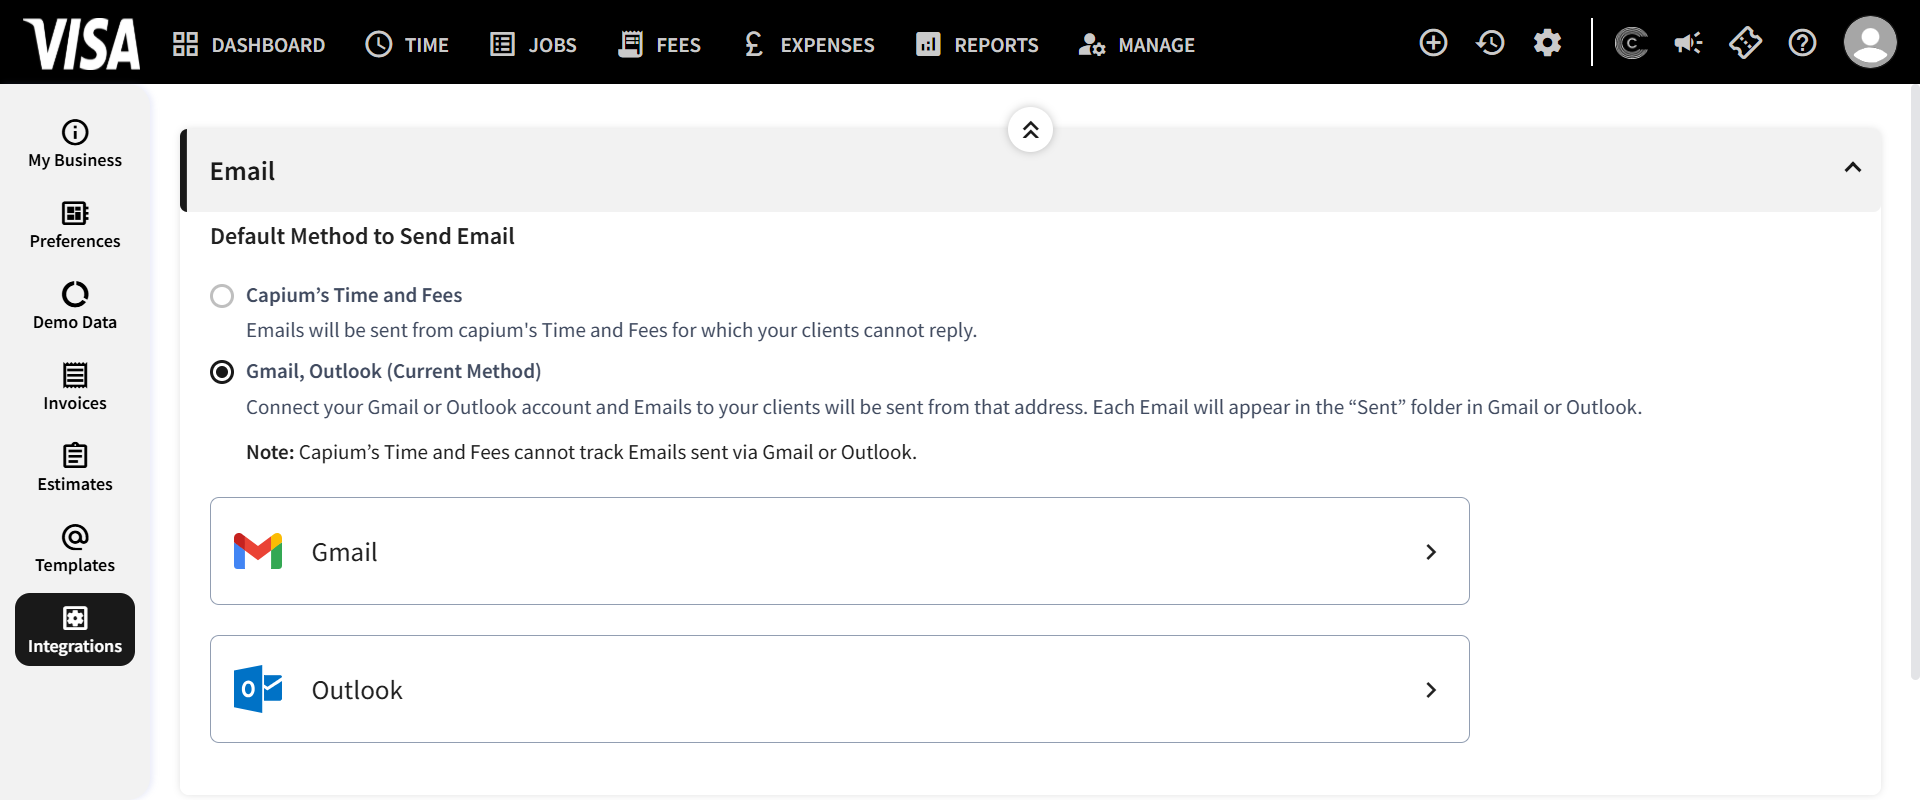 VISA
DASHBOARD
TIME
JOBS
FEES
EXPENSES
REPORTS
MANAGE
My Business
Preferences
Demo Data
Invoices
Estimates
Templates
Integrations
Email
Default Method to Send Email
Capium’s Time and Fees
Emails will be sent from capium's Time and Fees for which your clients cannot reply.
Gmail, Outlook (Current Method)
Connect your Gmail or Outlook account and Emails to your clients will be sent from that address. Each Email will appear in the “Sent” folder in Gmail or Outlook.
Note: Capium’s Time and Fees cannot track Emails sent via Gmail or Outlook.
Gmail
Outlook